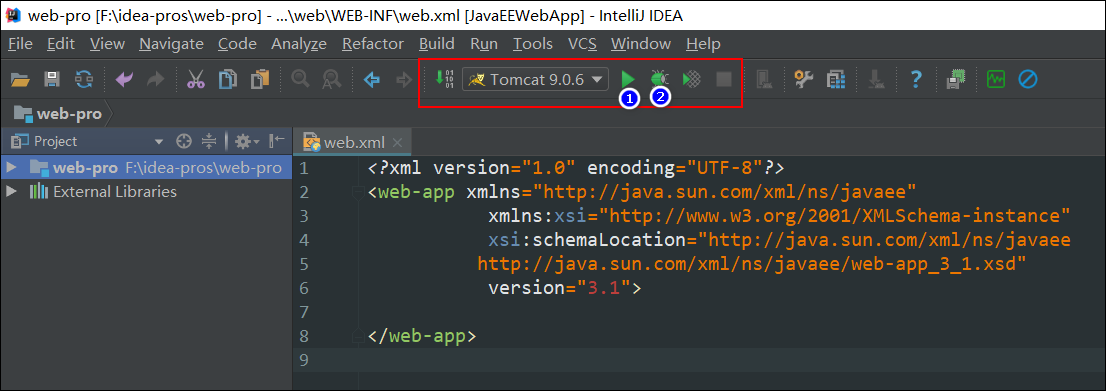 web-pro [F:\idea-pros\web-pro] - ...\web\WEB-INF\web.xml [JavaEEWebApp] - IntelliJ IDEA
File Edit View Navigate Code Analyze Refactor Build Run Tools VCS Window Help
Tomcat 9.0.6
1 2
web-pro
Project
web.xml
web-pro F:\idea-pros\web-pro
External Libraries
1 <?xml version="1.0" encoding="UTF-8"?>
2 <web-app xmlns="http://java.sun.com/xml/ns/javaee"
3 xmlns:xsi="http://www.w3.org/2001/XMLSchema-instance"
4 xsi:schemaLocation="http://java.sun.com/xml/ns/javaee
5 http://java.sun.com/xml/ns/javaee/web-app_3_1.xsd"
6 version="3.1">
7
8 </web-app>
9